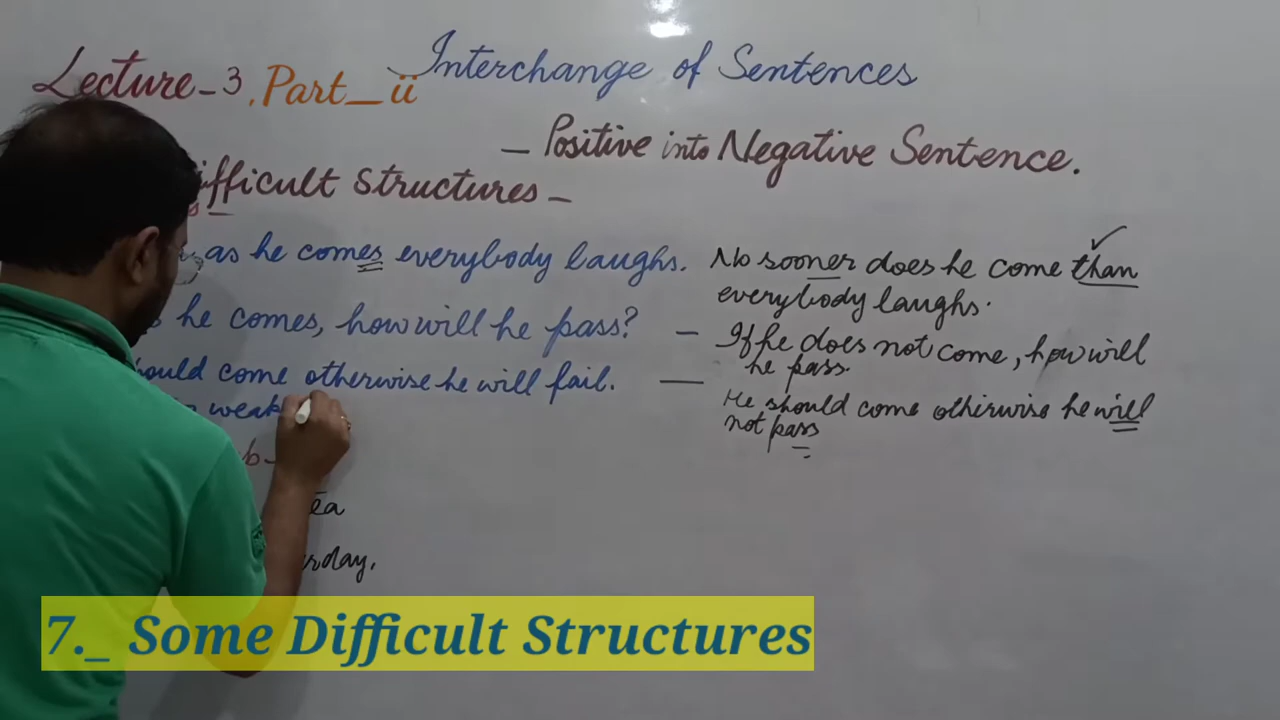 Lecture-3, Part_ii
Interchange of Sentences
— Positive into Negative Sentence.
ifficult Structures —
as he comes everybody laughs.
No sooner does he come than
everybody laughs.
he comes, how will he pass?
— If he does not come, how will
he pass.
ould come otherwise he will fail.
— He should come otherwise he will
not pass
weak
rday,
7._ Some Difficult Structures